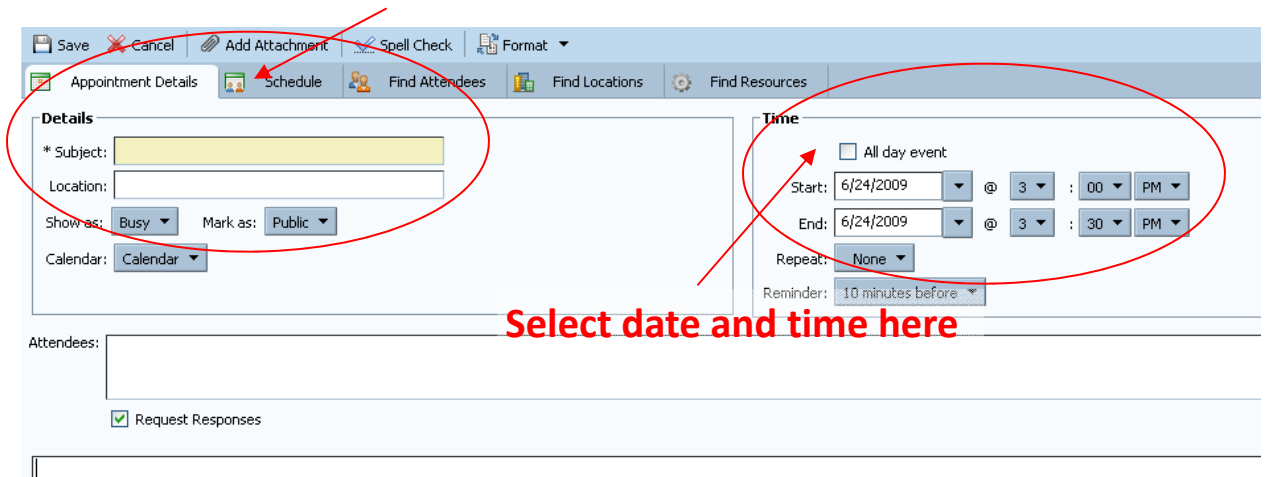 Save Cancel Add Attachment Spell Check Format
Appointment Details Schedule Find Attendees Find Locations Find Resources
Details
* Subject:
Location:
Show as: Busy Mark as: Public
Calendar: Calendar
Time
All day event
Start: 6/24/2009 @ 3 : 00 PM
End: 6/24/2009 @ 3 : 30 PM
Repeat: None
Reminder: 10 minutes before
Select date and time here
Attendees:
Request Responses